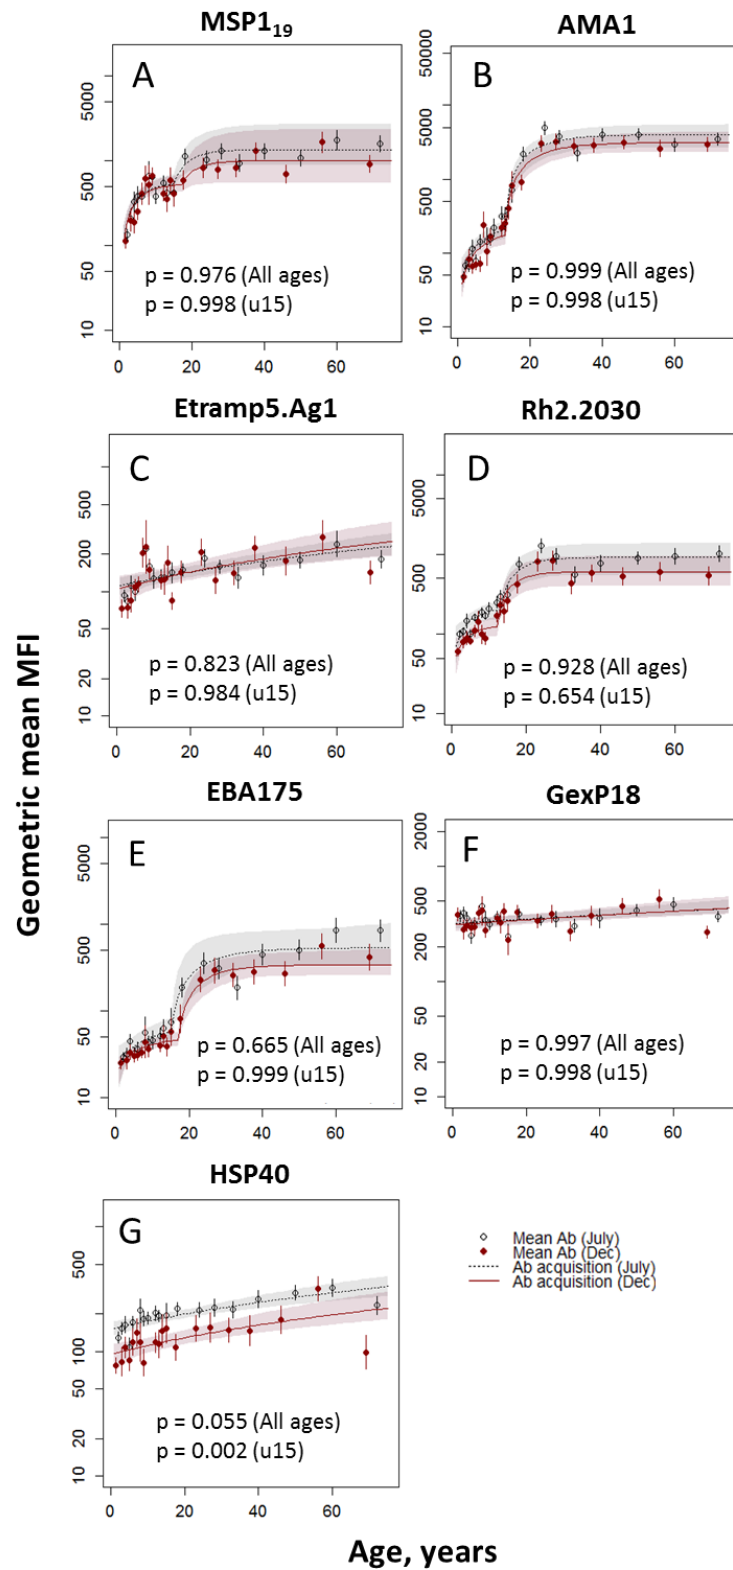 MSP1₁₉
A
5000
500
50
10
p = 0.976 (All ages)
p = 0.998 (u15)
0 20 40 60
AMA1
B
50000
5000
500
50
10
p = 0.999 (All ages)
p = 0.998 (u15)
0 20 40 60
Etramp5.Ag1
C
500
200
50
20
10
p = 0.823 (All ages)
p = 0.984 (u15)
0 20 40 60
Rh2.2030
D
5000
500
50
10
p = 0.928 (All ages)
p = 0.654 (u15)
0 20 40 60
Geometric mean MFI
EBA175
E
5000
500
50
10
p = 0.665 (All ages)
p = 0.999 (u15)
0 20 40 60
GexP18
F
2000
500
200
50
20
10
p = 0.997 (All ages)
p = 0.998 (u15)
0 20 40 60
HSP40
G
500
100
50
20
10
p = 0.055 (All ages)
p = 0.002 (u15)
0 20 40 60
Mean Ab (July)
Mean Ab (Dec)
Ab acquisition (July)
Ab acquisition (Dec)
Age, years